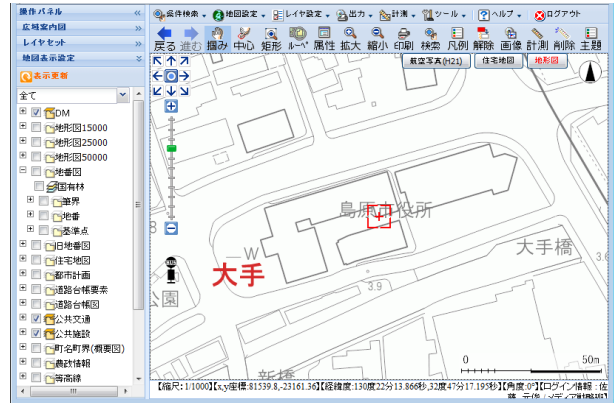 操作パネル
広域案内図
レイヤセット
地図表示設定
表示更新
全て
DM
地形図15000
地形図25000
地形図50000
地番図
国有林
筆界
地番
基準点
旧地番図
住宅地図
都市計画
道路台帳要素
道路台帳図
公共交通
公共施設
町名町界(概要図)
農政情報
等高線
条件検索 地図設定 レイヤ設定 出力 計測 ツール ヘルプ ログアウト
戻る 進む 掴み 中心 矩形 ルーペ 属性 拡大 縮小 印刷 検索 凡例 解除 画像 計測 削除 主題
航空写真(H21) 住宅地図 地形図
島原市役所
大手
W
大手橋
3.9
3.6
8
公園
新橋
0 50m
【縮尺:1/1000】【x,y座標:81539.8,-23161.36】【経緯度:130度22分13.866秒,32度47分17.195秒】【角度:0°】【ログイン情報:佐